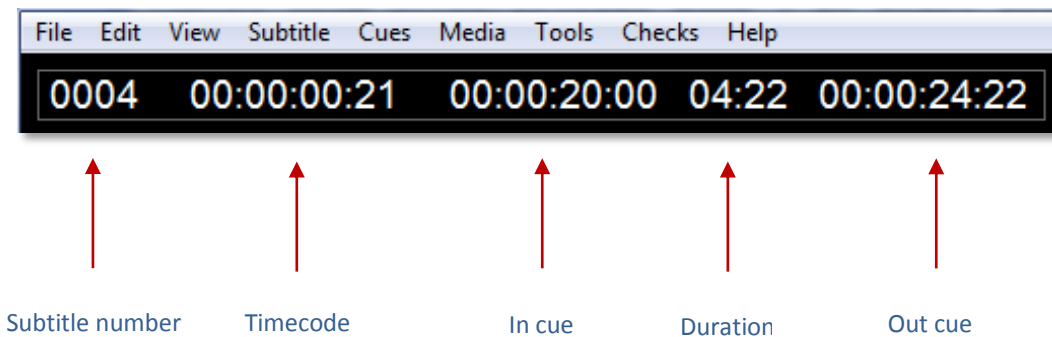 File Edit View Subtitle Cues Media Tools Checks Help
0004 00:00:00:21 00:00:20:00 04:22 00:00:24:22
Subtitle number Timecode In cue Duration Out cue